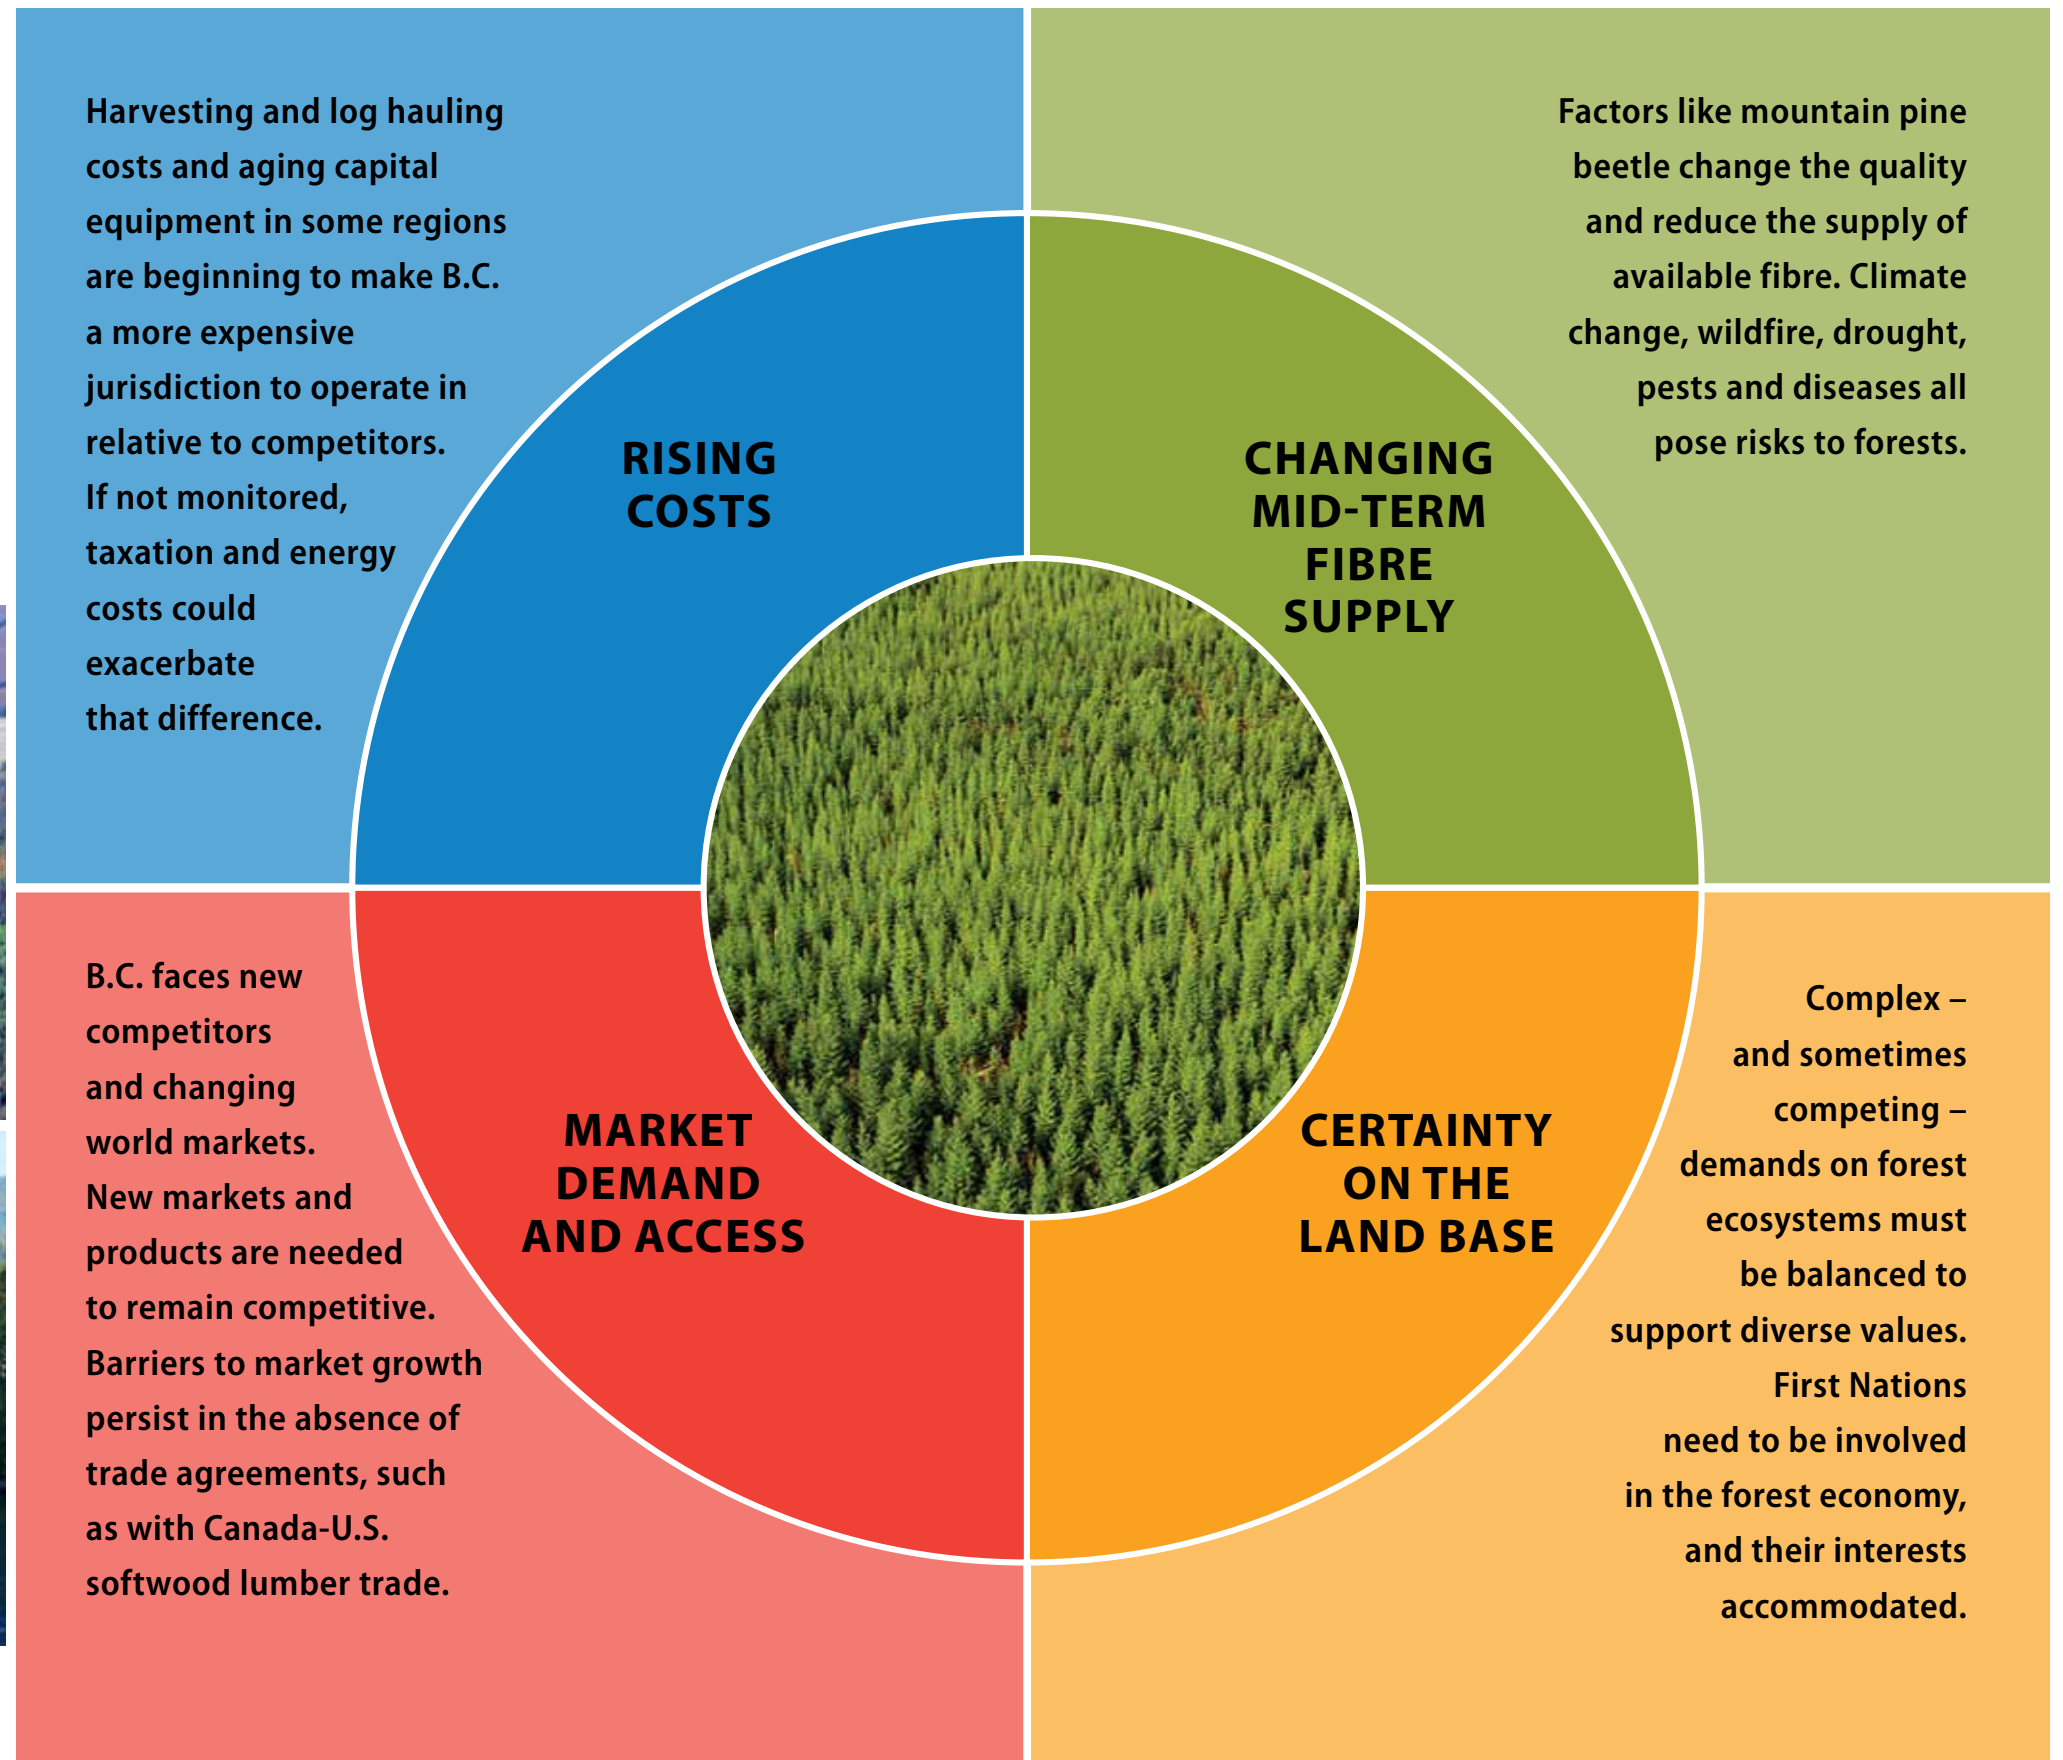 Harvesting and log hauling
costs and aging capital
equipment in some regions
are beginning to make B.C.
a more expensive
jurisdiction to operate in
relative to competitors.
If not monitored,
taxation and energy
costs could
exacerbate
that difference.
RISING
COSTS
Factors like mountain pine
beetle change the quality
and reduce the supply of
available fibre. Climate
change, wildfire, drought,
pests and diseases all
pose risks to forests.
CHANGING
MID-TERM
FIBRE
SUPPLY
B.C. faces new
competitors
and changing
world markets.
New markets and
products are needed
to remain competitive.
Barriers to market growth
persist in the absence of
trade agreements, such
as with Canada-U.S.
softwood lumber trade.
MARKET
DEMAND
AND ACCESS
CERTAINTY
ON THE
LAND BASE
Complex –
and sometimes
competing –
demands on forest
ecosystems must
be balanced to
support diverse values.
First Nations
need to be involved
in the forest economy,
and their interests
accommodated.